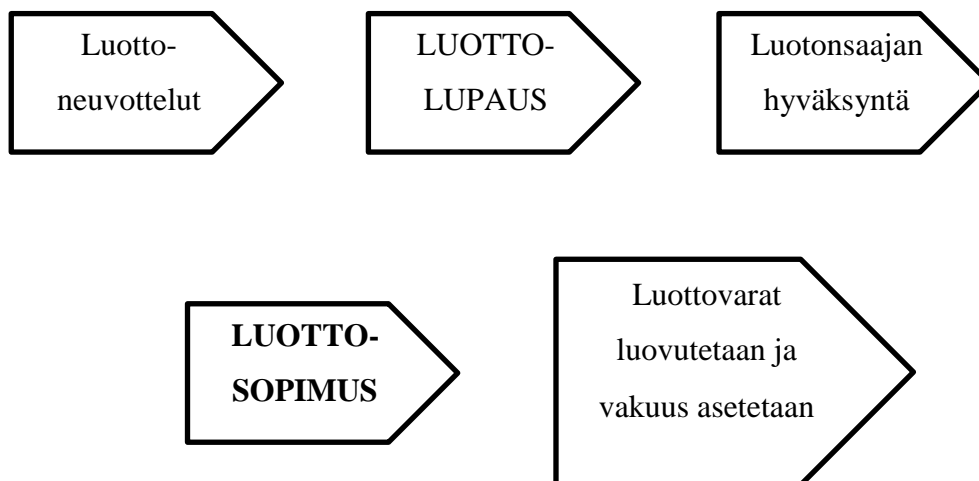 Luotto-
neuvottelut
LUOTTO-
LUPAUS
Luotonsaajan
hyväksyntä
LUOTTO-
SOPIMUS
Luottovarat
luovutetaan ja
vakuus asetetaan